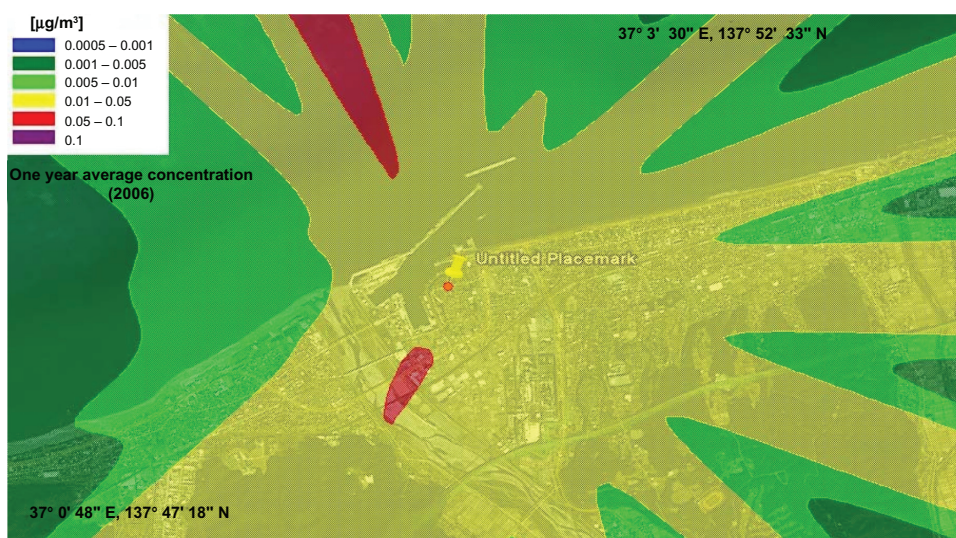 [µg/m³]
0.0005 – 0.001
0.001 – 0.005
0.005 – 0.01
0.01 – 0.05
0.05 – 0.1
0.1
One year average concentration
(2006)
37° 3' 30" E, 137° 52' 33" N
Untitled Placemark
37° 0' 48" E, 137° 47' 18" N